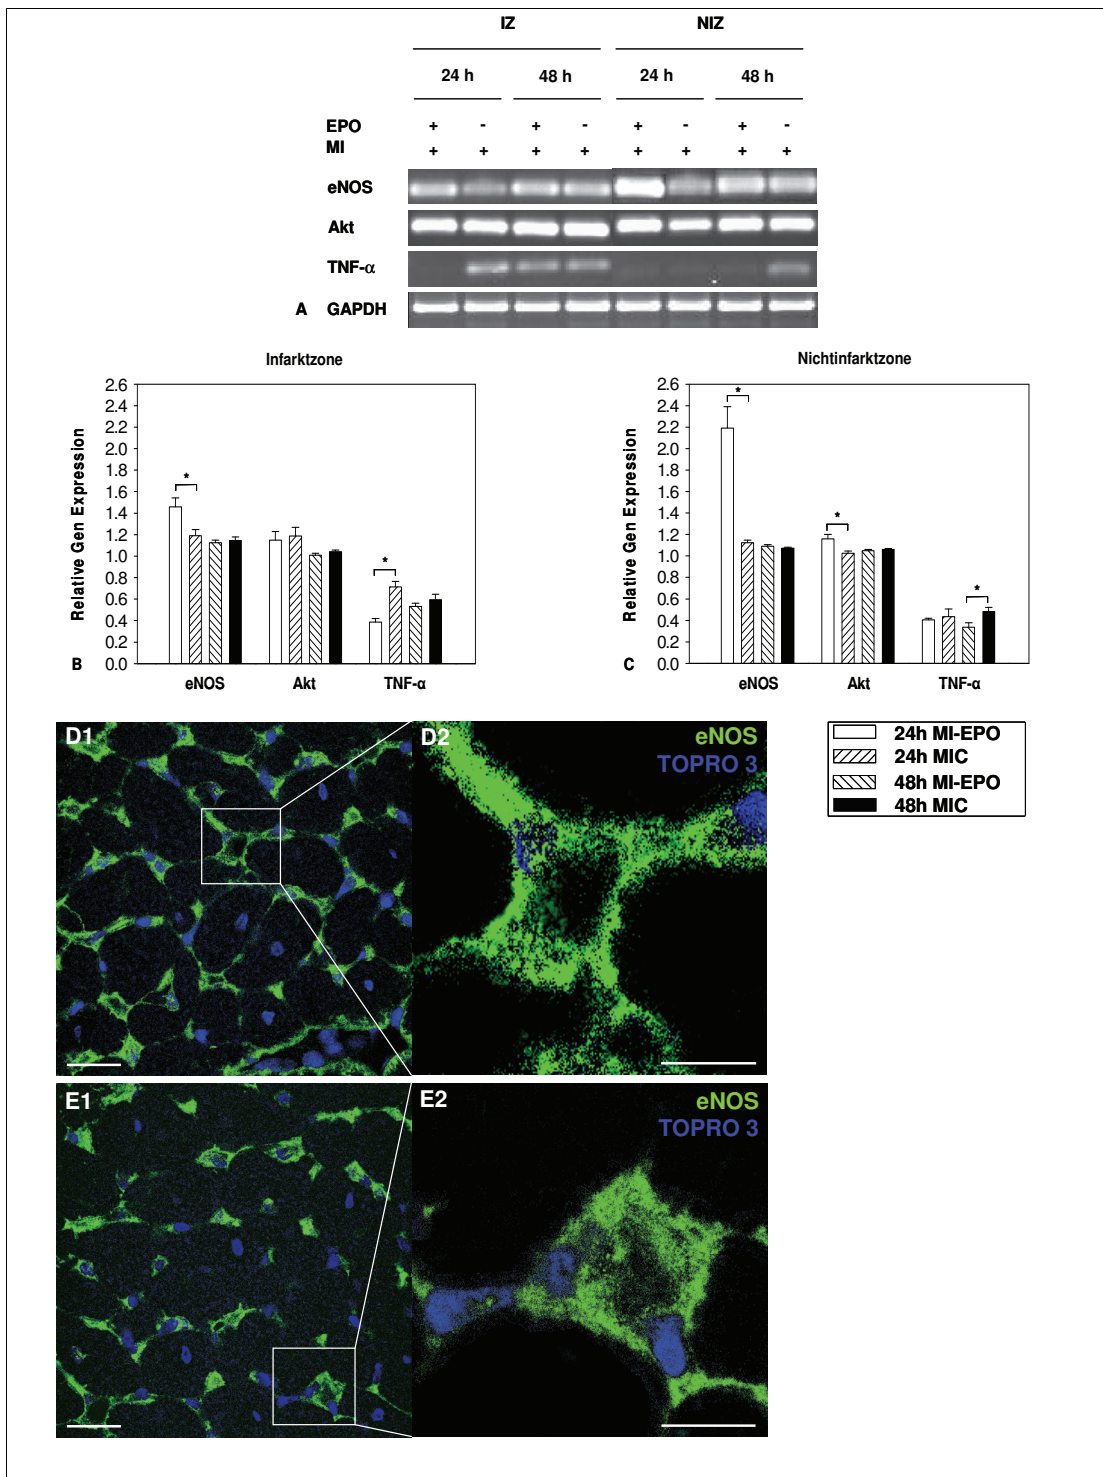 IZ NIZ
24 h 48 h 24 h 48 h
EPO + - + - + - + -
MI + + + + + + + +
eNOS
Akt
TNF-α
A GAPDH
Infarktzone
Relative Gen Expression
2.6
2.4
2.2
2.0
1.8
1.6
1.4
1.2
1.0
0.8
0.6
0.4
0.2
0.0
*
*
B
eNOS Akt TNF-α
Nichtinfarktzone
Relative Gen Expression
2.6
2.4
2.2
2.0
1.8
1.6
1.4
1.2
1.0
0.8
0.6
0.4
0.2
0.0
*
*
*
C
eNOS Akt TNF-α
24h MI-EPO
24h MIC
48h MI-EPO
48h MIC
D1
D2
eNOS
TOPRO 3
E1
E2
eNOS
TOPRO 3